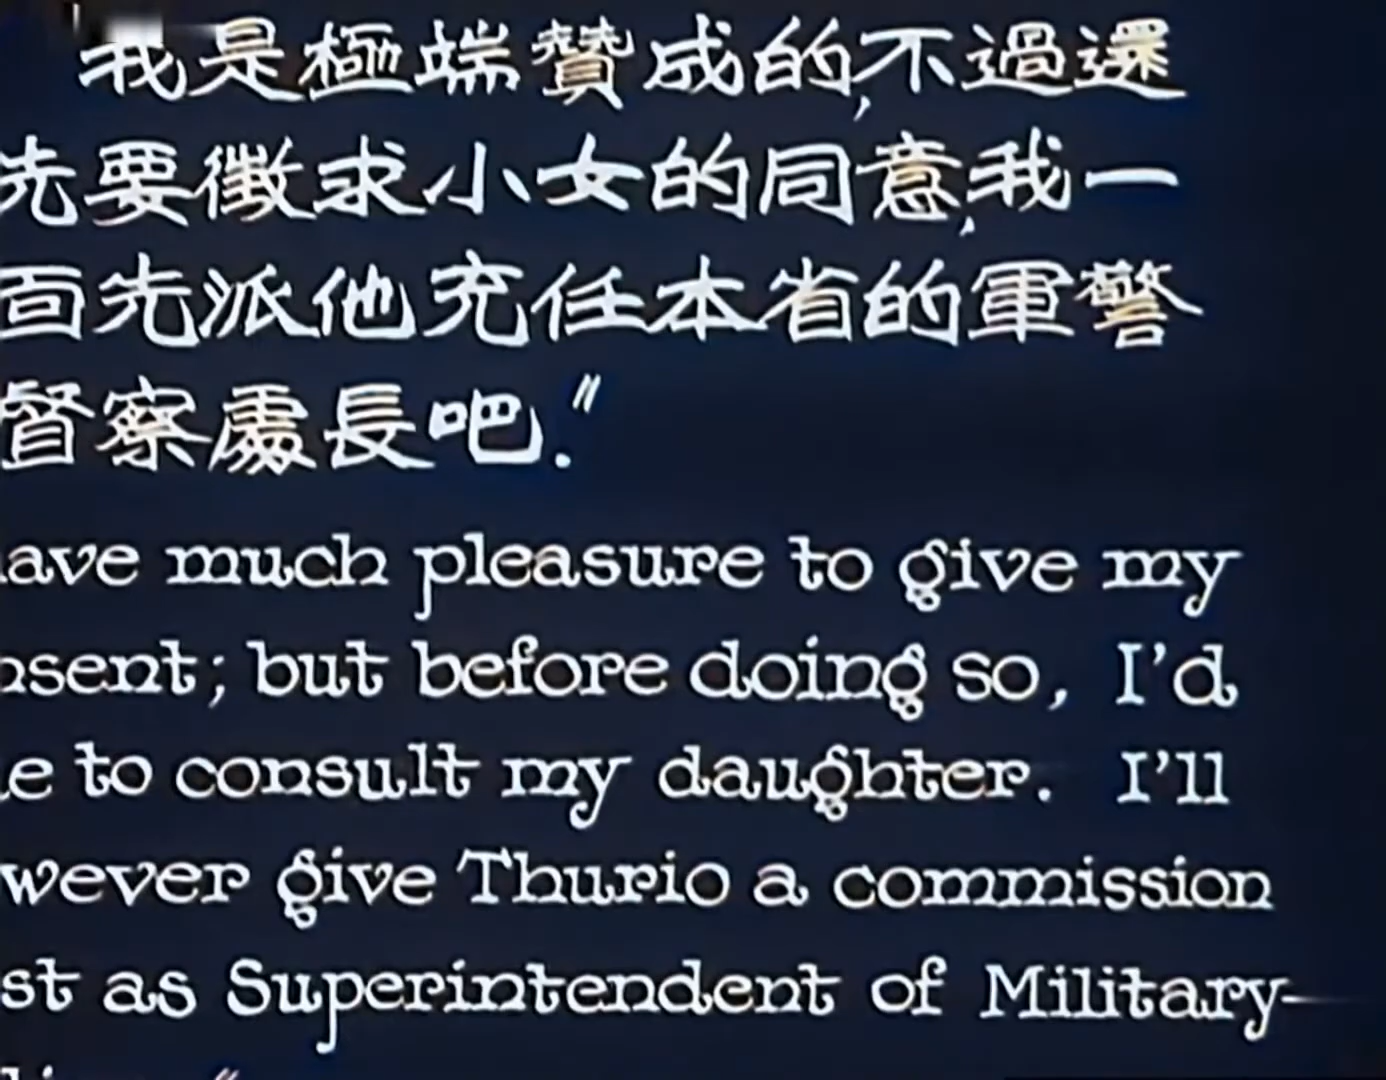 我是極端贊成的,不過還
先要徵求小女的同意,我一
面先派他充任本省的軍警
督察處長吧."
ave much pleasure to give my
nsent; but before doing so, I'd
e to consult my daughter. I'll
wever give Thurio a commission
st as Superintendent of Military-
"